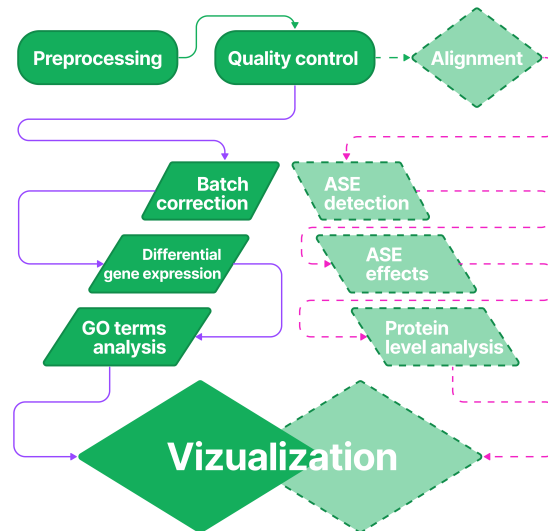 Preprocessing
Quality control
Alignment
Batch
correction
ASE
detection
Differential
gene expression
ASE
effects
GO terms
analysis
Protein
level analysis
Vizualization